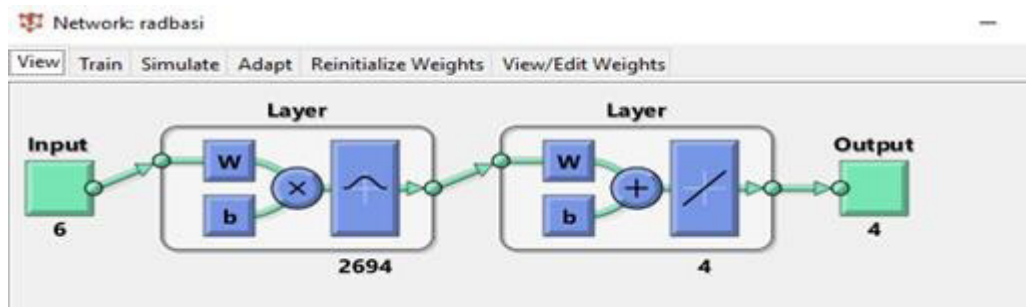 Network: radbasi
View Train Simulate Adapt Reinitialize Weights View/Edit Weights
Layer Layer
Input Output
W W
b b
6 4
2694 4